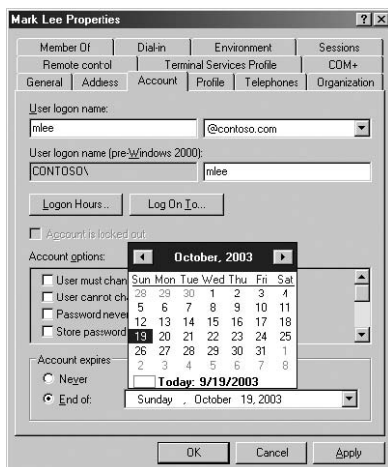 Mark Lee Properties
Member Of Dial-in Environment Sessions
Remote control Terminal Services Profile COM+
General Address Account Profile Telephones Organization
User logon name:
mlee @contoso.com
User logon name (pre-Windows 2000):
CONTOSO\ mlee
Logon Hours... Log On To...
Account is locked out
Account options:
User must chan
User cannot ch
Password never
Store password
October, 2003
Sun Mon Tue Wed Thu Fri Sat
28 29 30 1 2 3 4
5 6 7 8 9 10 11
12 13 14 15 16 17 18
19 20 21 22 23 24 25
26 27 28 29 30 31 1
2 3 4 5 6 7 8
Today: 9/19/2003
Account expires
Never
End of: Sunday , October 19, 2003
OK Cancel Apply